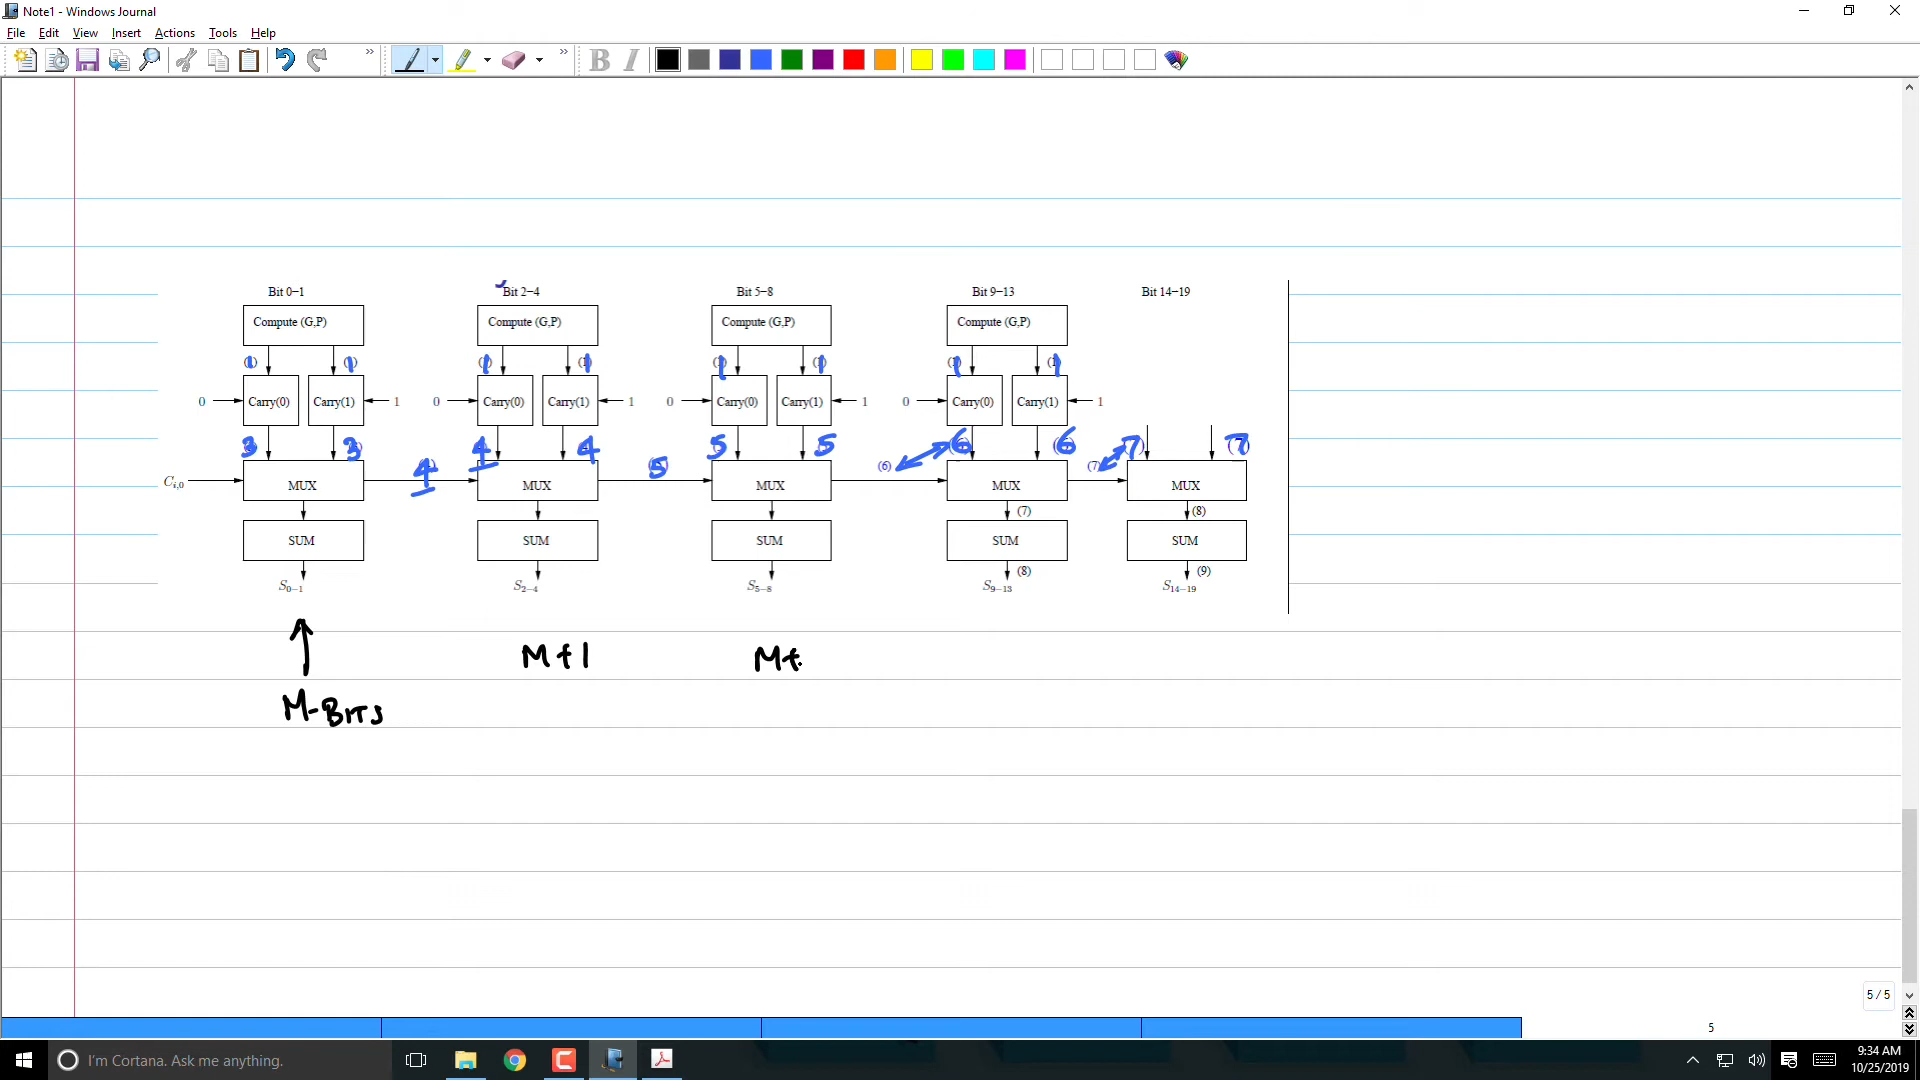 Note1 - Windows Journal
File Edit View Insert Actions Tools Help
B I
Bit 0-1 Bit 2-4 Bit 5-8 Bit 9-13 Bit 14-19
Compute (G,P) Compute (G,P) Compute (G,P) Compute (G,P)
1 1 1 1 1 1 1 1
0 Carry(0) Carry(1) 1 0 Carry(0) Carry(1) 1 0 Carry(0) Carry(1) 1 0 Carry(0) Carry(1) 1
3 3 4 4 4 5 5 5 (6) 6 6 (7) 7 7
C i,0 MUX MUX MUX MUX MUX
(7) (8)
SUM SUM SUM SUM SUM
(8) (9)
S0-1 S2-4 S5-8 S9-13 S14-19
M+1 M+
M-BITS
5 / 5
5
I'm Cortana. Ask me anything.
9:34 AM
10/25/2019